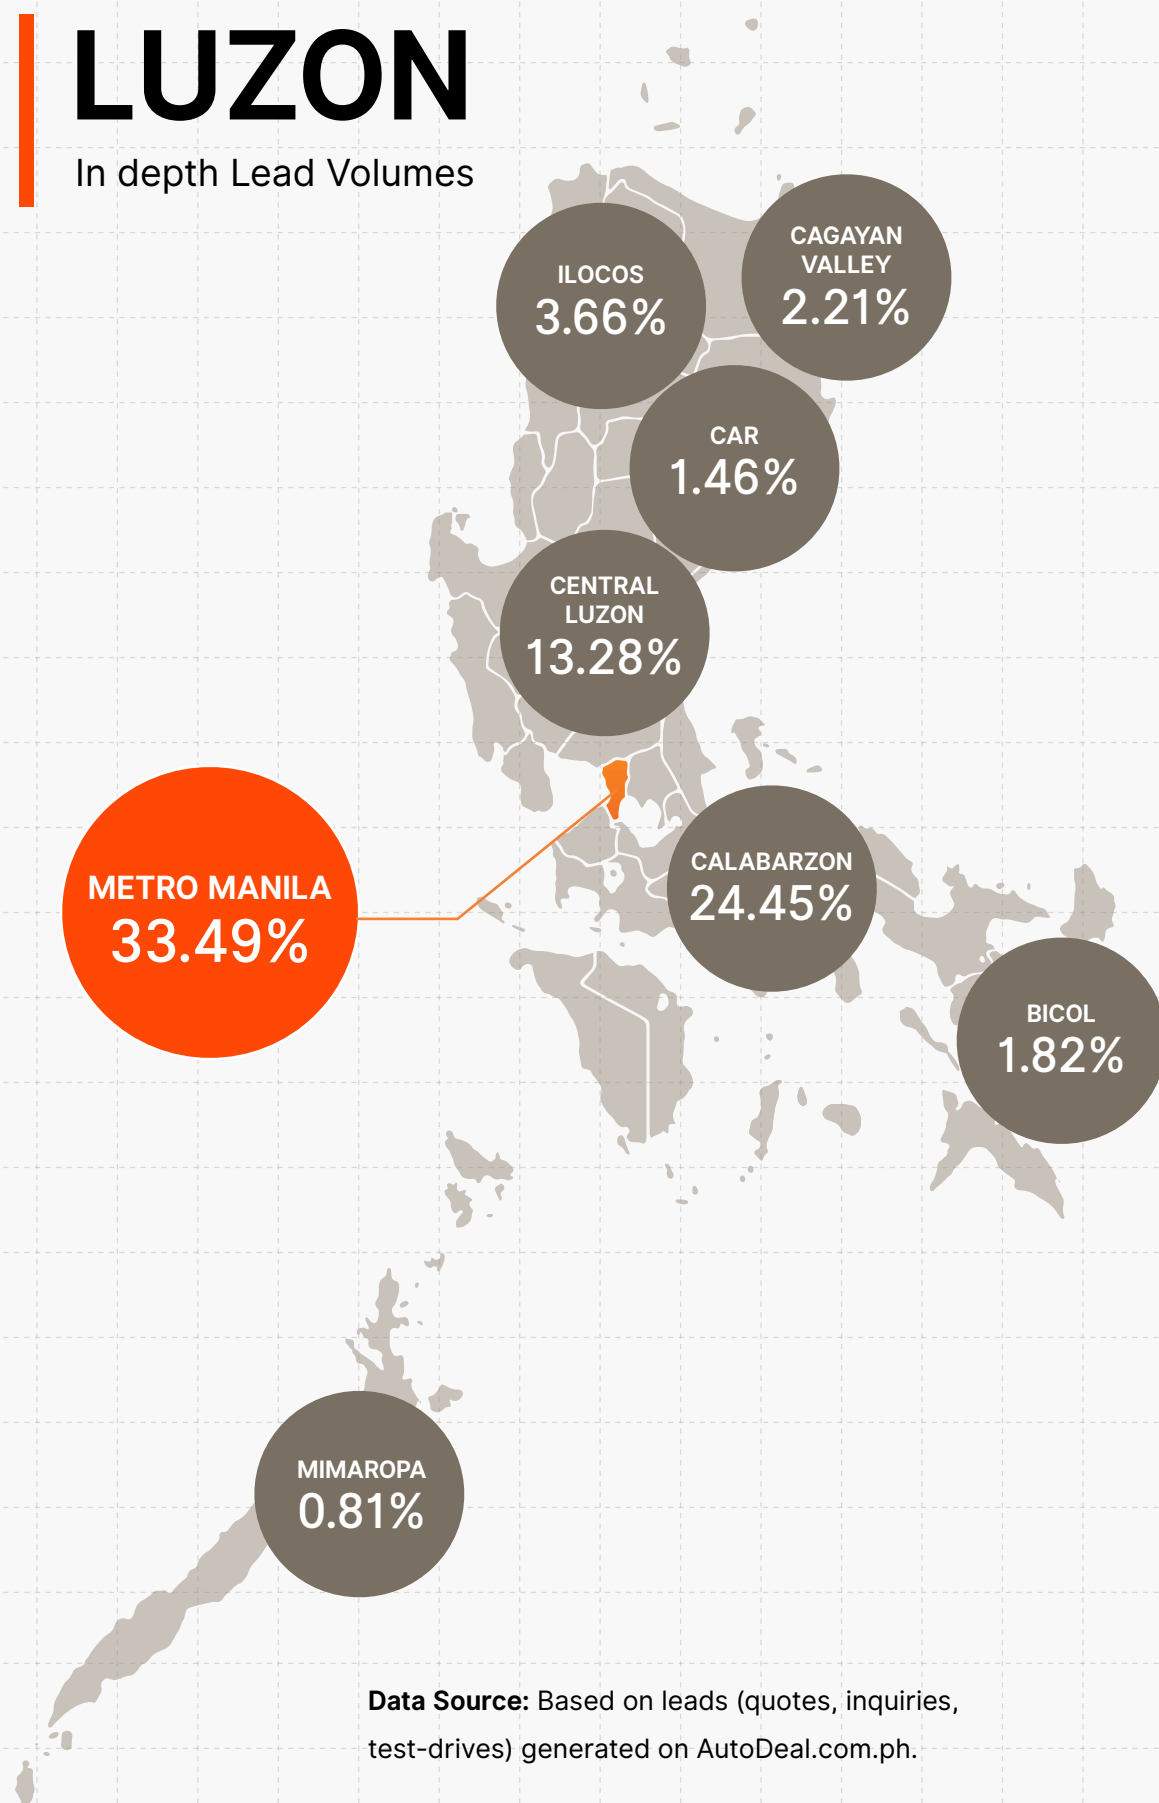 LUZON
In depth Lead Volumes
CAGAYAN
VALLEY
2.21%
ILOCOS
3.66%
CAR
1.46%
CENTRAL
LUZON
13.28%
METRO MANILA
33.49%
CALABARZON
24.45%
BICOL
1.82%
MIMAROPA
0.81%
Data Source: Based on leads (quotes, inquiries,
test-drives) generated on AutoDeal.com.ph.